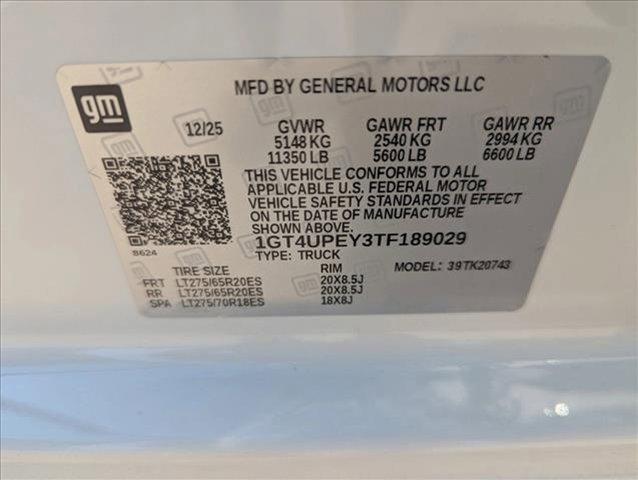 gm
MFD BY GENERAL MOTORS LLC
12/25 GVWR GAWR FRT GAWR RR
5148 KG 2540 KG 2994 KG
11350 LB 5600 LB 6600 LB
THIS VEHICLE CONFORMS TO ALL
APPLICABLE U.S. FEDERAL MOTOR
VEHICLE SAFETY STANDARDS IN EFFECT
ON THE DATE OF MANUFACTURE
SHOWN ABOVE.
8624
1GT4UPEY3TF189029
TYPE: TRUCK MODEL: 39TK20743
TIRE SIZE RIM
FRT LT275/65R20ES 20X8.5J
RR LT275/65R20ES 20X8.5J
SPA LT275/70R18ES 18X8J